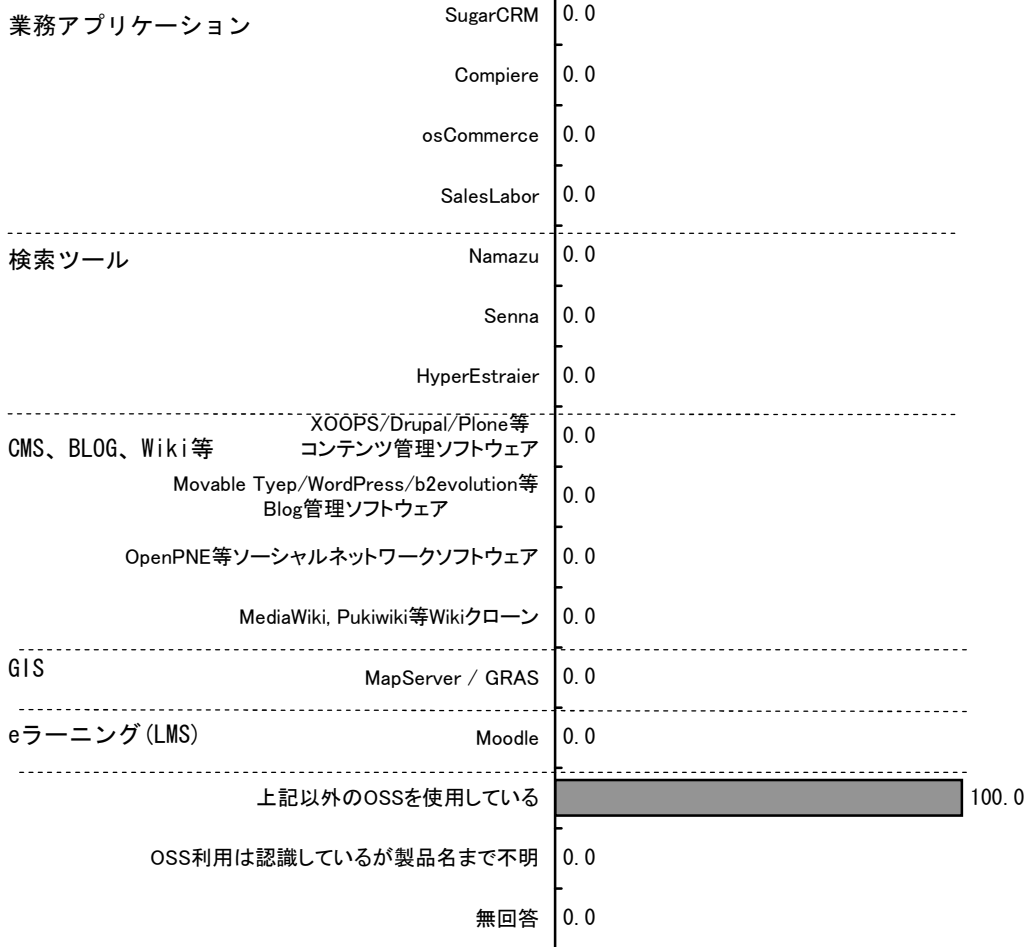 業務アプリケーション
SugarCRM 0.0
Compiere 0.0
osCommerce 0.0
SalesLabor 0.0
検索ツール
Namazu 0.0
Senna 0.0
HyperEstraier 0.0
CMS、BLOG、Wiki等
XOOPS/Drupal/Plone等
コンテンツ管理ソフトウェア 0.0
Movable Tyep/WordPress/b2evolution等
Blog管理ソフトウェア 0.0
OpenPNE等ソーシャルネットワークソフトウェア 0.0
MediaWiki, Pukiwiki等Wikiクローン 0.0
GIS
MapServer / GRAS 0.0
eラーニング(LMS)
Moodle 0.0
上記以外のOSSを使用している 100.0
OSS利用は認識しているが製品名まで不明 0.0
無回答 0.0